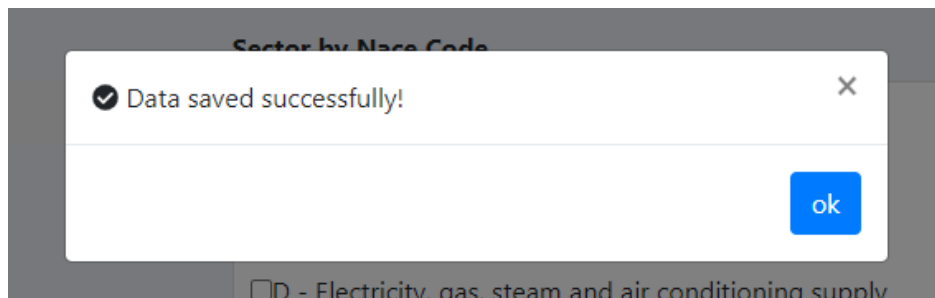 Sector by Nace Code
Data saved successfully!
×
ok
D - Electricity, gas, steam and air conditioning supply